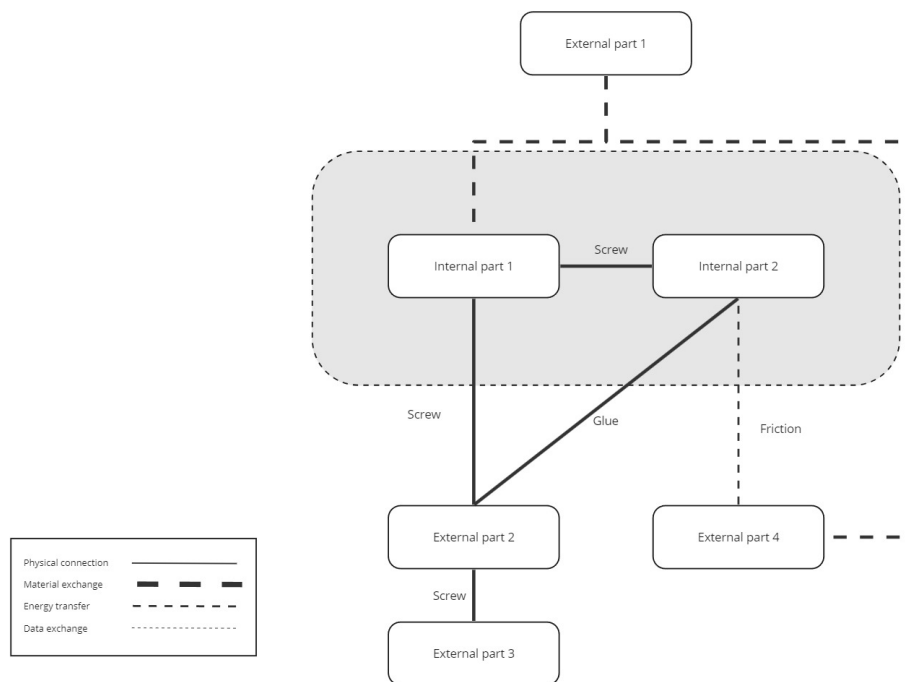 External part 1
Internal part 1
Screw
Internal part 2
Screw
Glue
Friction
External part 2
External part 4
Screw
External part 3
Physical connection
Material exchange
Energy transfer
Data exchange